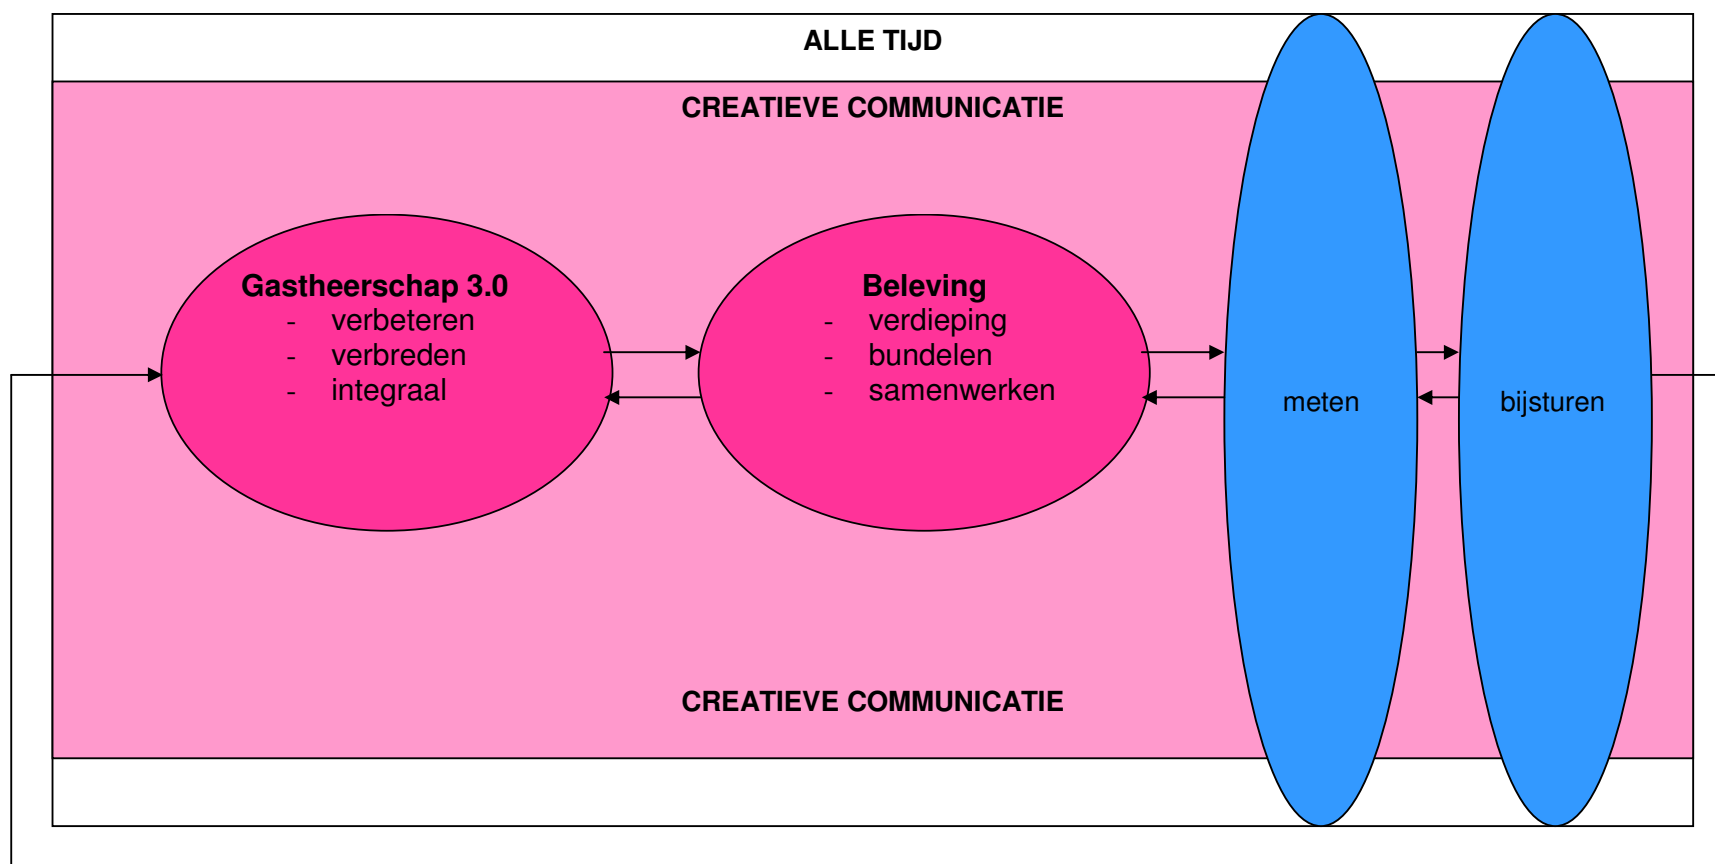 ALLE TIJD
CREATIEVE COMMUNICATIE
Gastheerschap 3.0
- verbeteren
- verbreden
- integraal
Beleving
- verdieping
- bundelen
- samenwerken
meten
bijsturen
CREATIEVE COMMUNICATIE